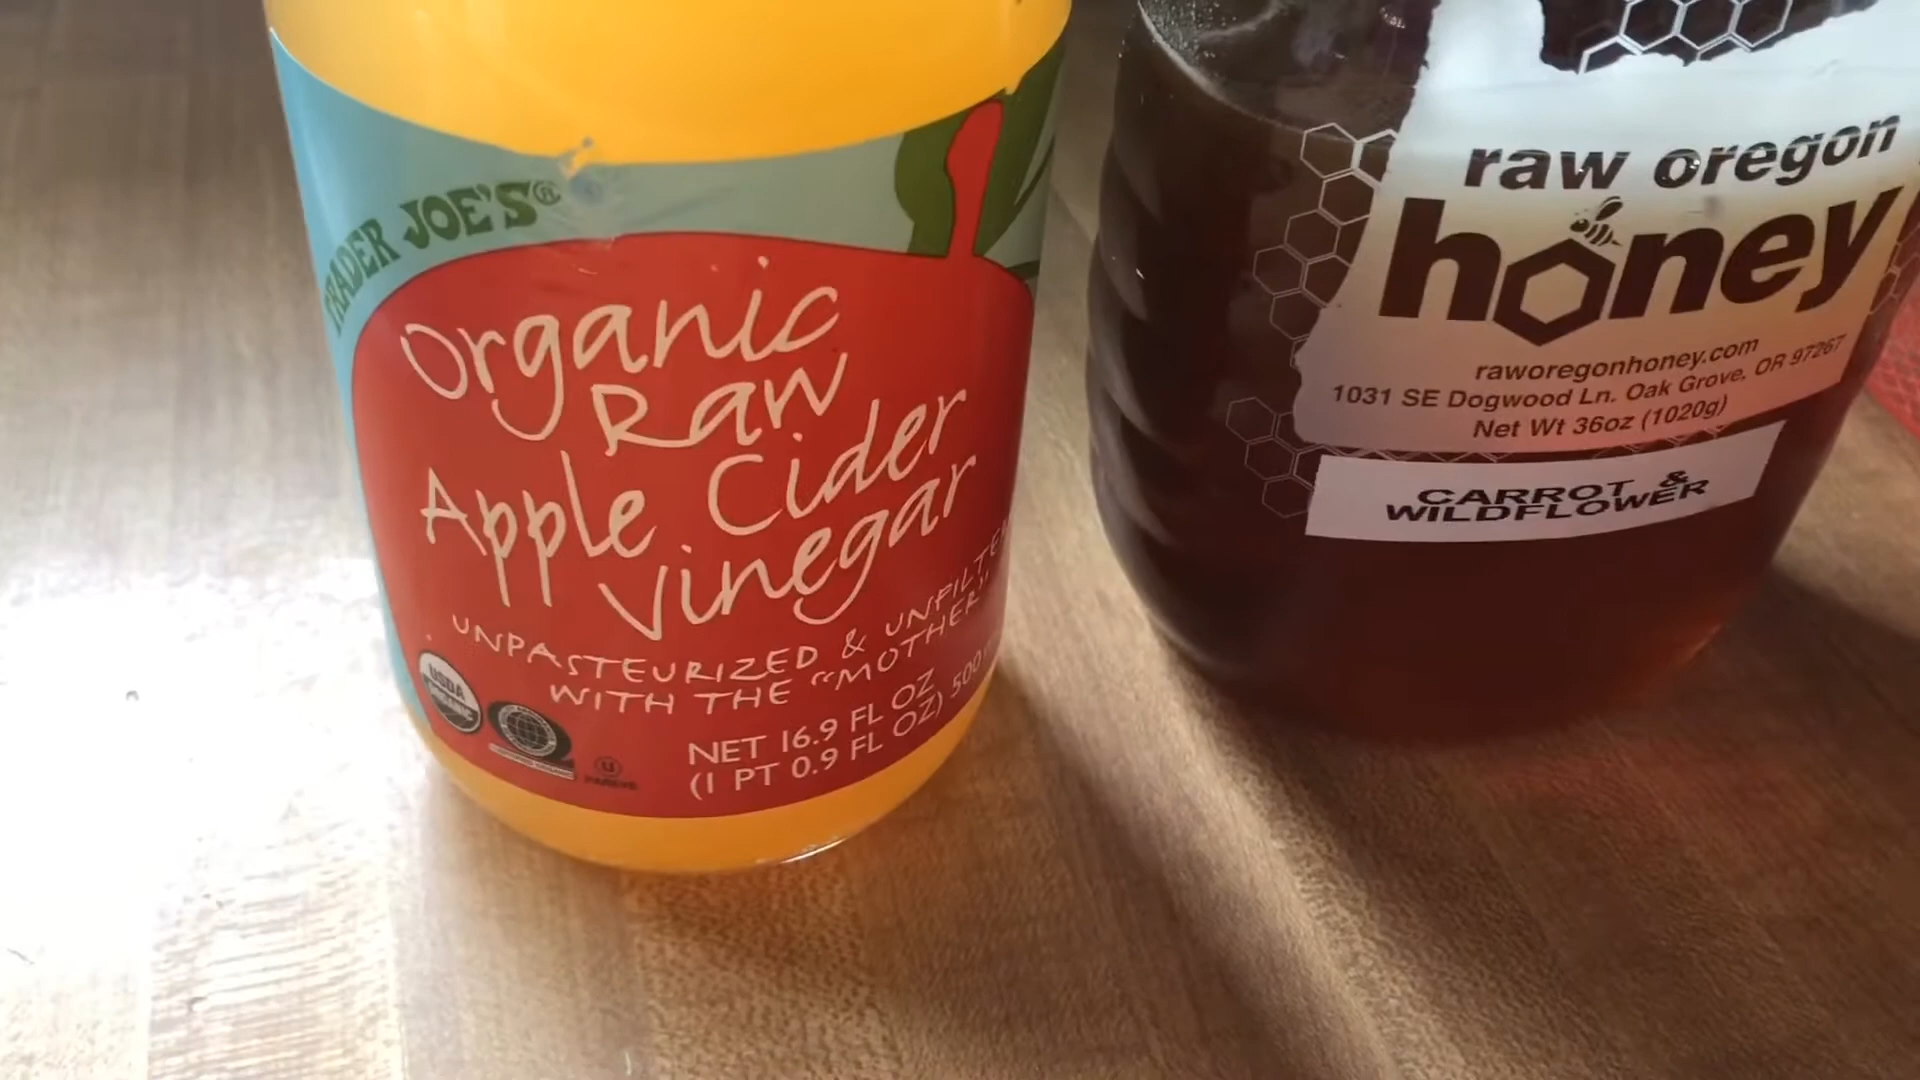 TRADER JOE'S®
Organic
Raw
Apple Cider
Vinegar
UNPASTEURIZED & UNFILTE
WITH THE "MOTHER"
USDA
ORGANIC
NET 16.9 FL OZ
(1 PT 0.9 FL OZ) 500
U
raw oregon
honey
raworegonhoney.com
1031 SE Dogwood Ln. Oak Grove, OR 97267
Net Wt 36oz (1020g)
CARROT &
WILDFLOWER